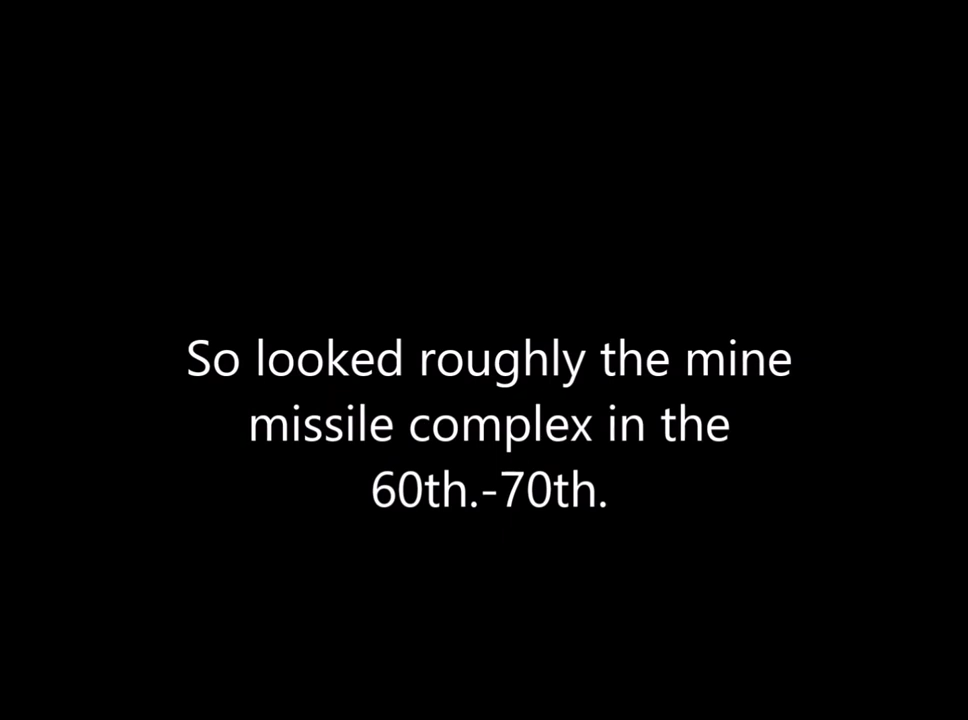 So looked roughly the mine
missile complex in the
60th.-70th.